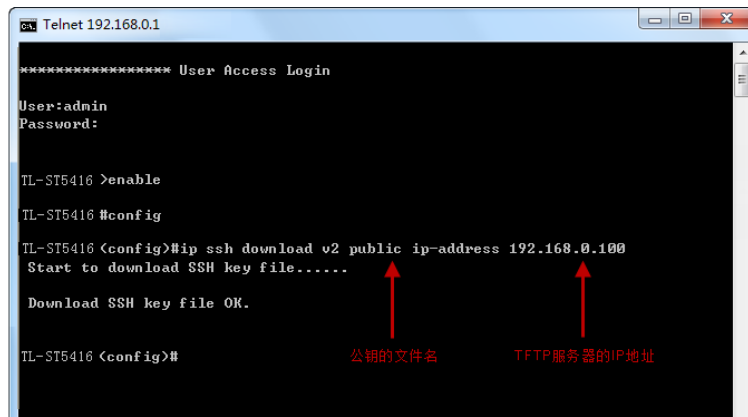 Telnet 192.168.0.1
***************** User Access Login
User:admin
Password:
TL-ST5416 >enable
TL-ST5416 #config
TL-ST5416 (config)#ip ssh download v2 public ip-address 192.168.0.100
Start to download SSH key file......
Download SSH key file OK.
TL-ST5416 (config)#
公钥的文件名
TFTP服务器的IP地址